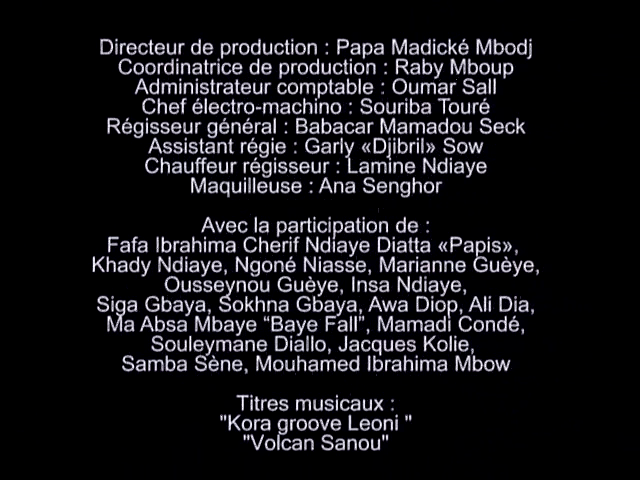 Directeur de production : Papa Madické Mbodj
Coordinatrice de production : Raby Mboup
Administrateur comptable : Oumar Sall
Chef électro-machino : Souriba Touré
Régisseur général : Babacar Mamadou Seck
Assistant régie : Garly «Djibril» Sow
Chauffeur régisseur : Lamine Ndiaye
Maquilleuse : Ana Senghor
Avec la participation de :
Fafa Ibrahima Cherif Ndiaye Diatta «Papis»,
Khady Ndiaye, Ngoné Niasse, Marianne Guèye,
Ousseynou Guèye, Insa Ndiaye,
Siga Gbaya, Sokhna Gbaya, Awa Diop, Ali Dia,
Ma Absa Mbaye “Baye Fall”, Mamadi Condé,
Souleymane Diallo, Jacques Kolie,
Samba Sène, Mouhamed Ibrahima Mbow
Titres musicaux :
"Kora groove Leoni "
"Volcan Sanou"